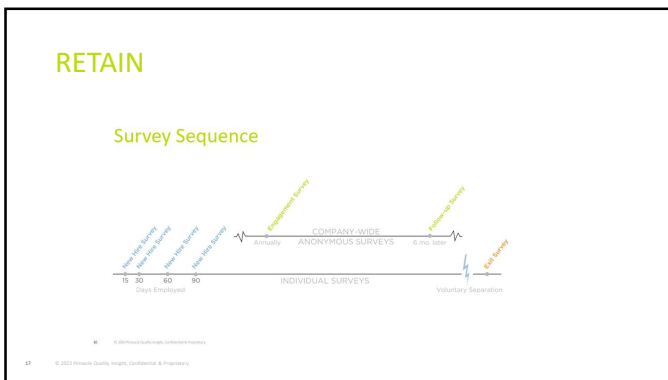 RETAIN
Survey Sequence
Engagement Survey
Follow-up Survey
COMPANY-WIDE
ANONYMOUS SURVEYS
Annually
6 mo. later
New Hire Survey
New Hire Survey
New Hire Survey
New Hire Survey
Exit Survey
15 30 60 90
Days Employed
INDIVIDUAL SURVEYS
Voluntary Separation
17 © 2022 Pinnacle Quality Insight, Confidential & Proprietary